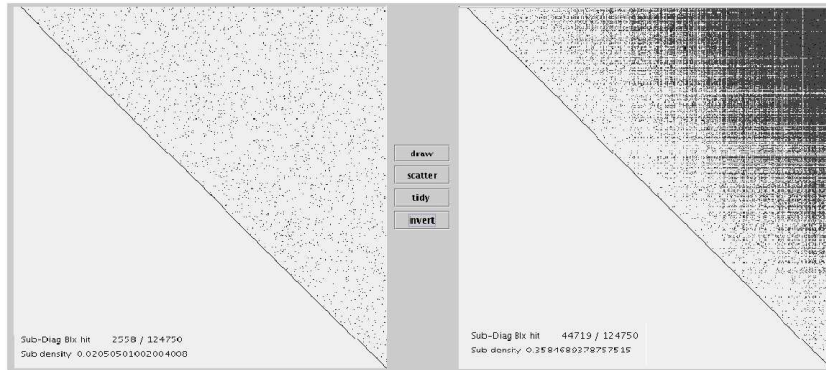 draw
scatter
tidy
invert
Sub-Diag Blx hit 2558 / 124750
Sub density 0.02050501002004008
Sub-Diag Blx hit 44719 / 124750
Sub density 0.3584689378757515